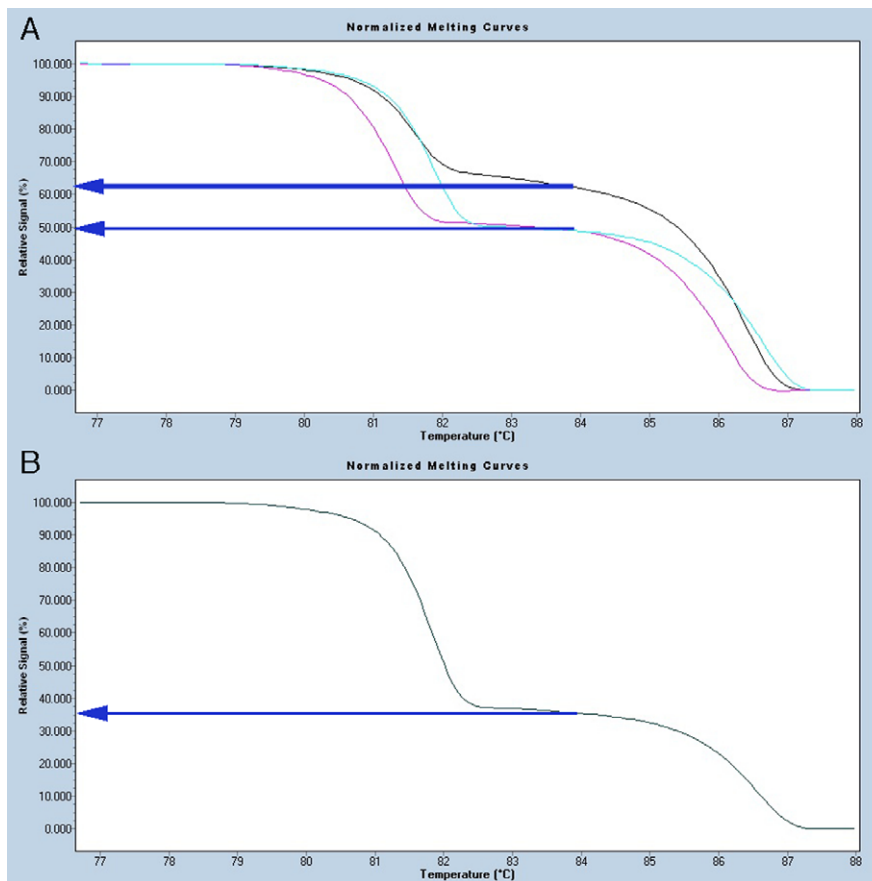 A
Normalized Melting Curves
Relative Signal (%)
100.000
90.000
80.000
70.000
60.000
50.000
40.000
30.000
20.000
10.000
0.000
77 78 79 80 81 82 83 84 85 86 87 88
Temperature (°C)
B
Normalized Melting Curves
Relative Signal (%)
100.000
90.000
80.000
70.000
60.000
50.000
40.000
30.000
20.000
10.000
0.000
77 78 79 80 81 82 83 84 85 86 87 88
Temperature (°C)